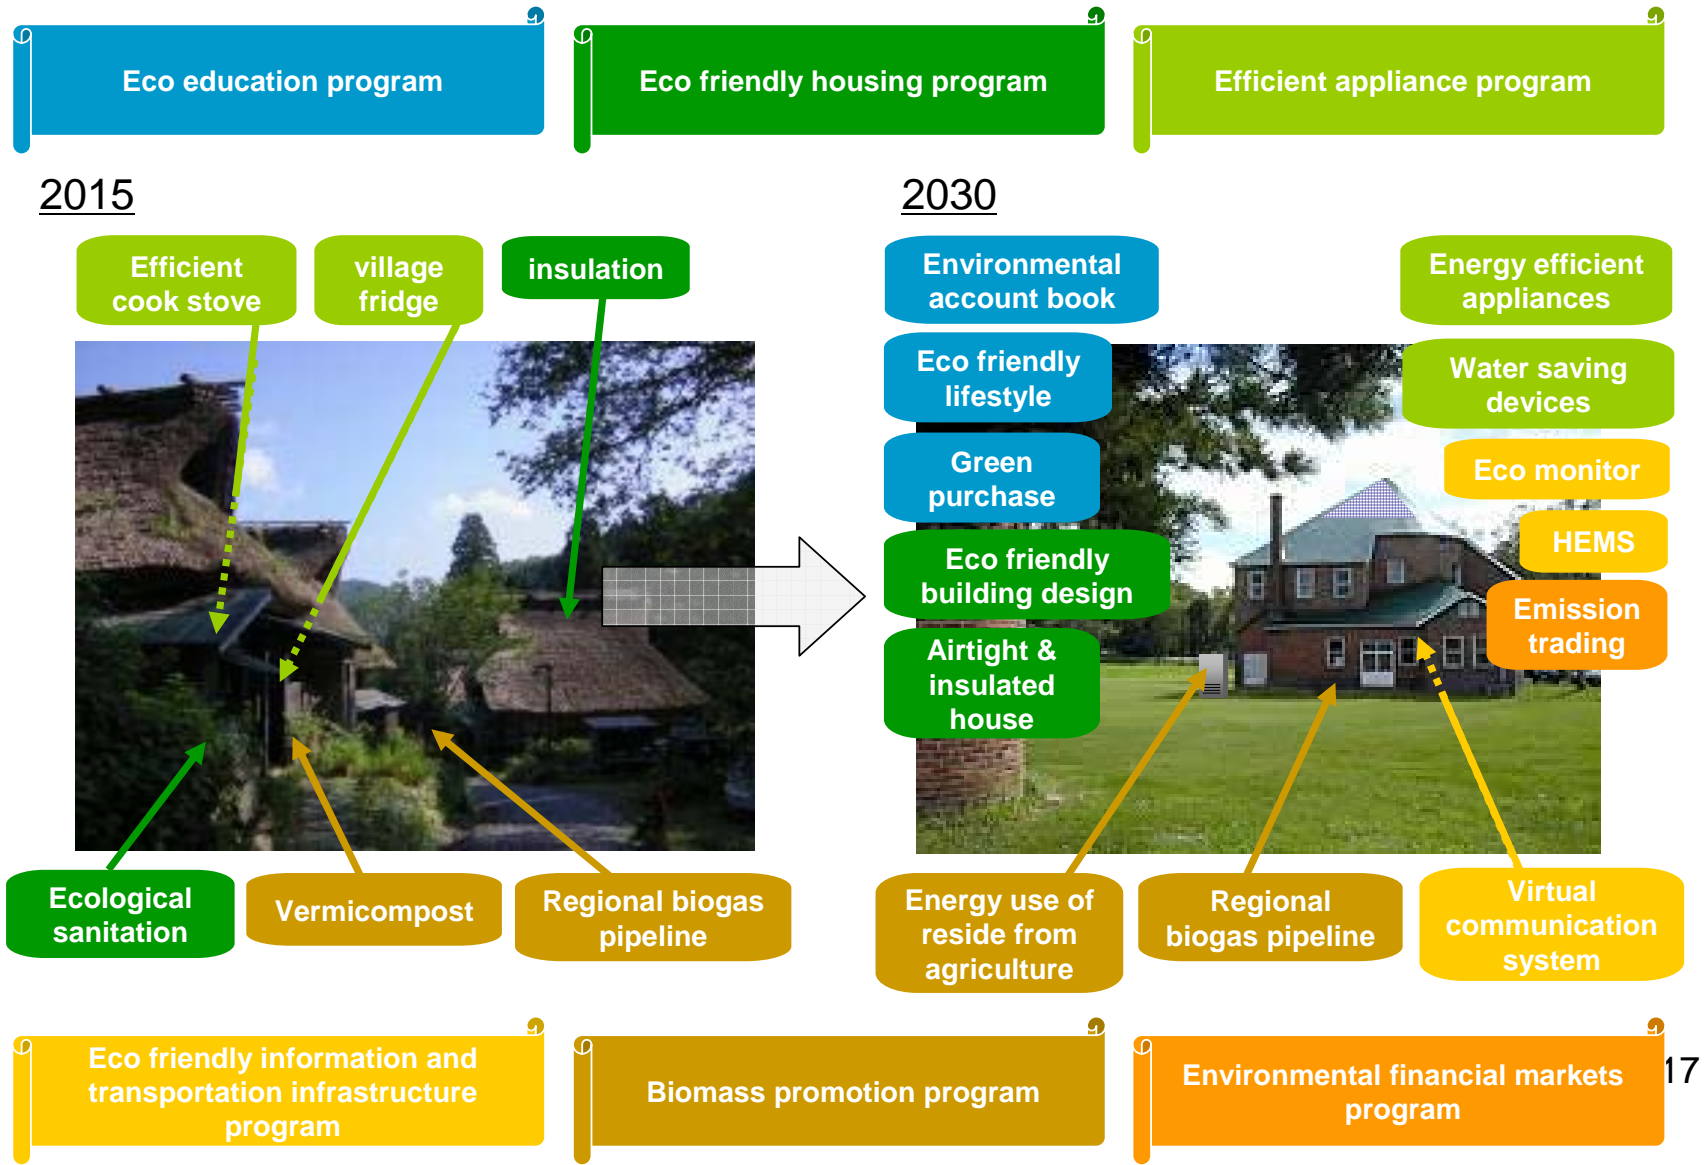 Eco education program
Eco friendly housing program
Efficient appliance program
2015
2030
Efficient
cook stove
village
fridge
insulation
Environmental
account book
Energy efficient
appliances
Eco friendly
lifestyle
Water saving
devices
Green
purchase
Eco monitor
HEMS
Eco friendly
building design
Emission
trading
Airtight &
insulated
house
Ecological
sanitation
Vermicompost
Regional biogas
pipeline
Energy use of
reside from
agriculture
Regional
biogas pipeline
Virtual
communication
system
Eco friendly information and
transportation infrastructure
program
Biomass promotion program
Environmental financial markets
program
17